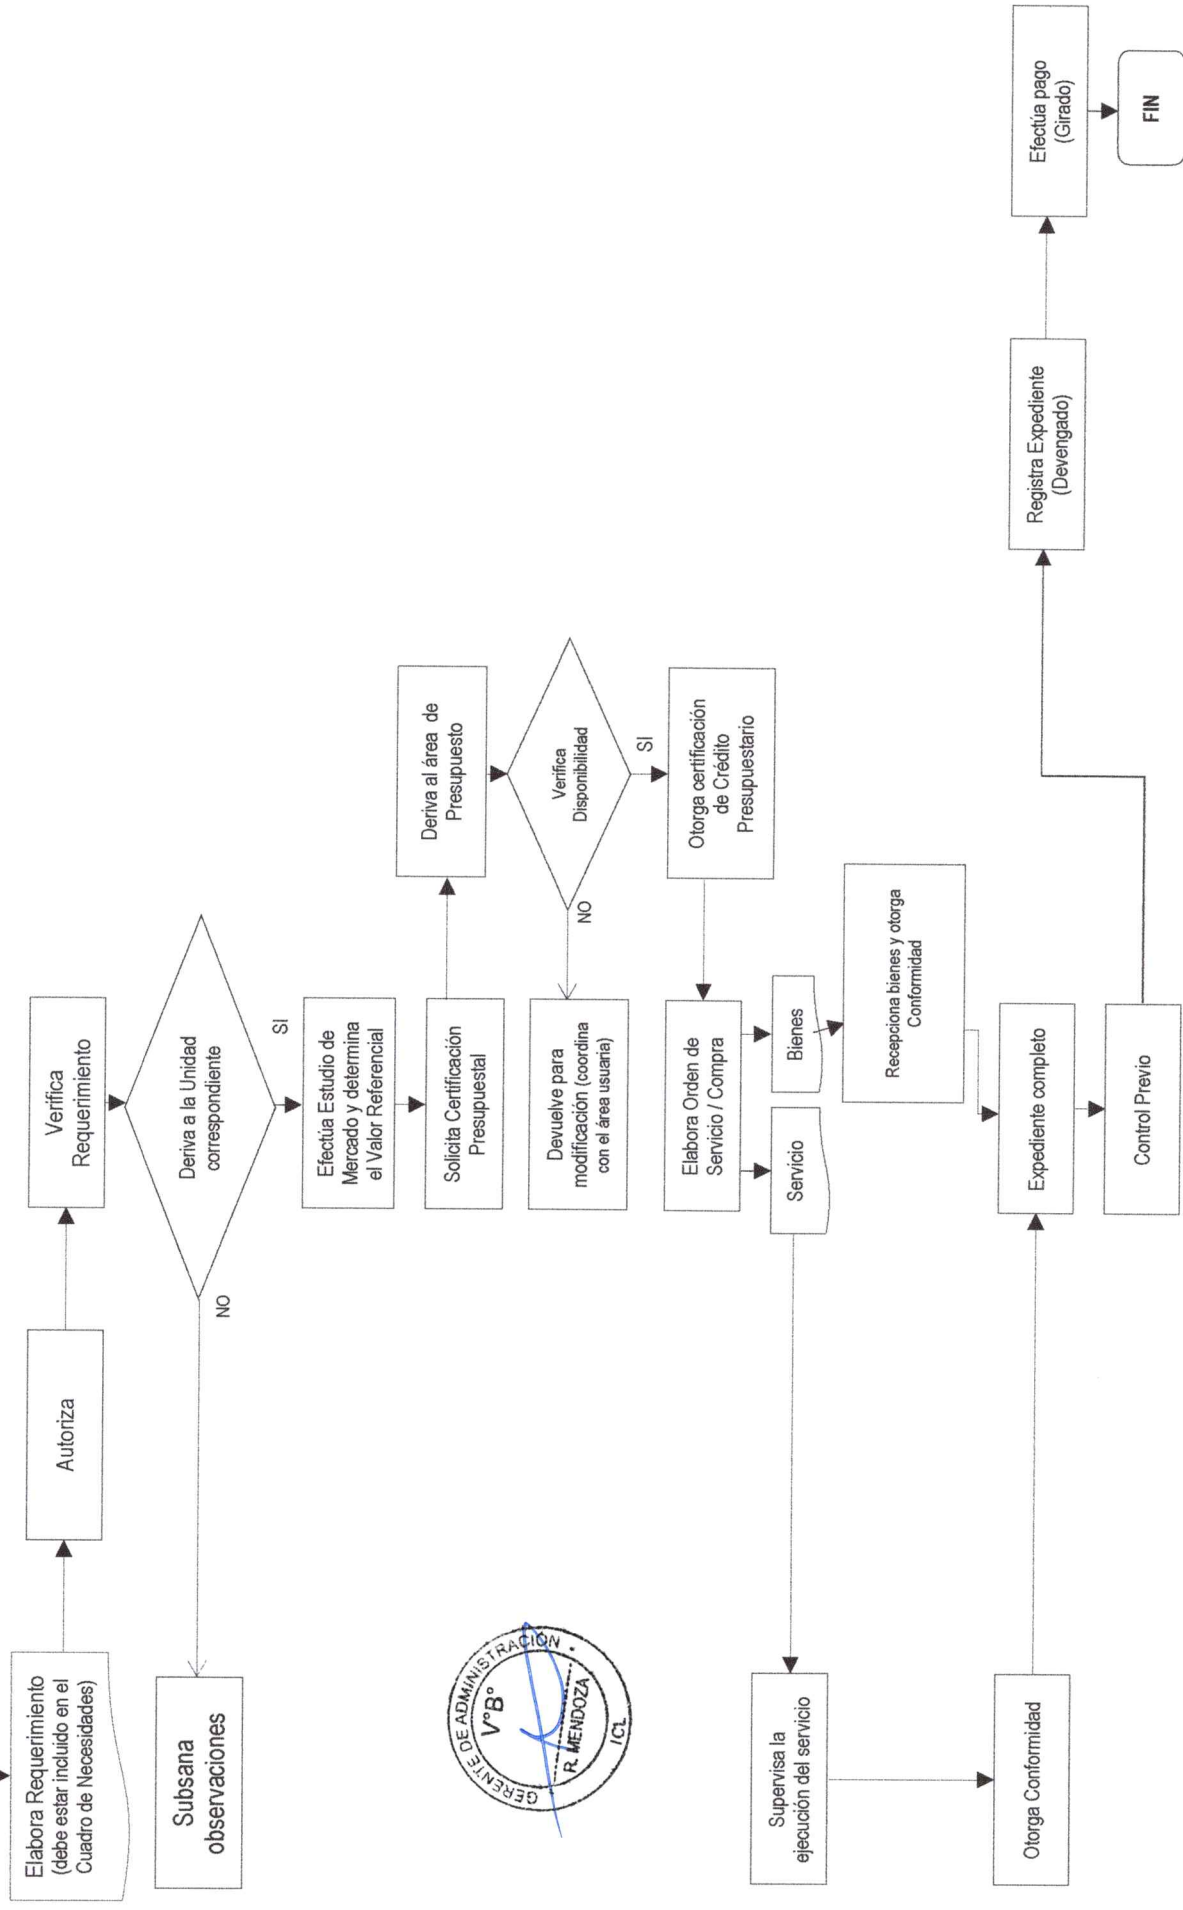 Elabora Requerimiento
(debe estar incluido en el
Cuadro de Necesidades)
Autoriza
Verifica
Requerimiento
Deriva a la Unidad
correspondiente
NO
SI
Subsana
observaciones
Efectúa Estudio de
Mercado y determina
el Valor Referencial
Solicita Certificación
Presupuestal
Deriva al área de
Presupuesto
Verifica
Disponibilidad
NO
SI
Devuelve para
modificación (coordina
con el área usuaria)
Otorga certificación
de Crédito
Presupuestario
Elabora Orden de
Servicio / Compra
Servicio
Bienes
Recepciona bienes y otorga
Conformidad
Supervisa la
ejecución del servicio
Otorga Conformidad
Expediente completo
Control Previo
Registra Expediente
(Devengado)
Efectúa pago
(Girado)
FIN
GERENTE DE ADMINISTRACIÓN
V°B°
R. MENDOZA
ICL